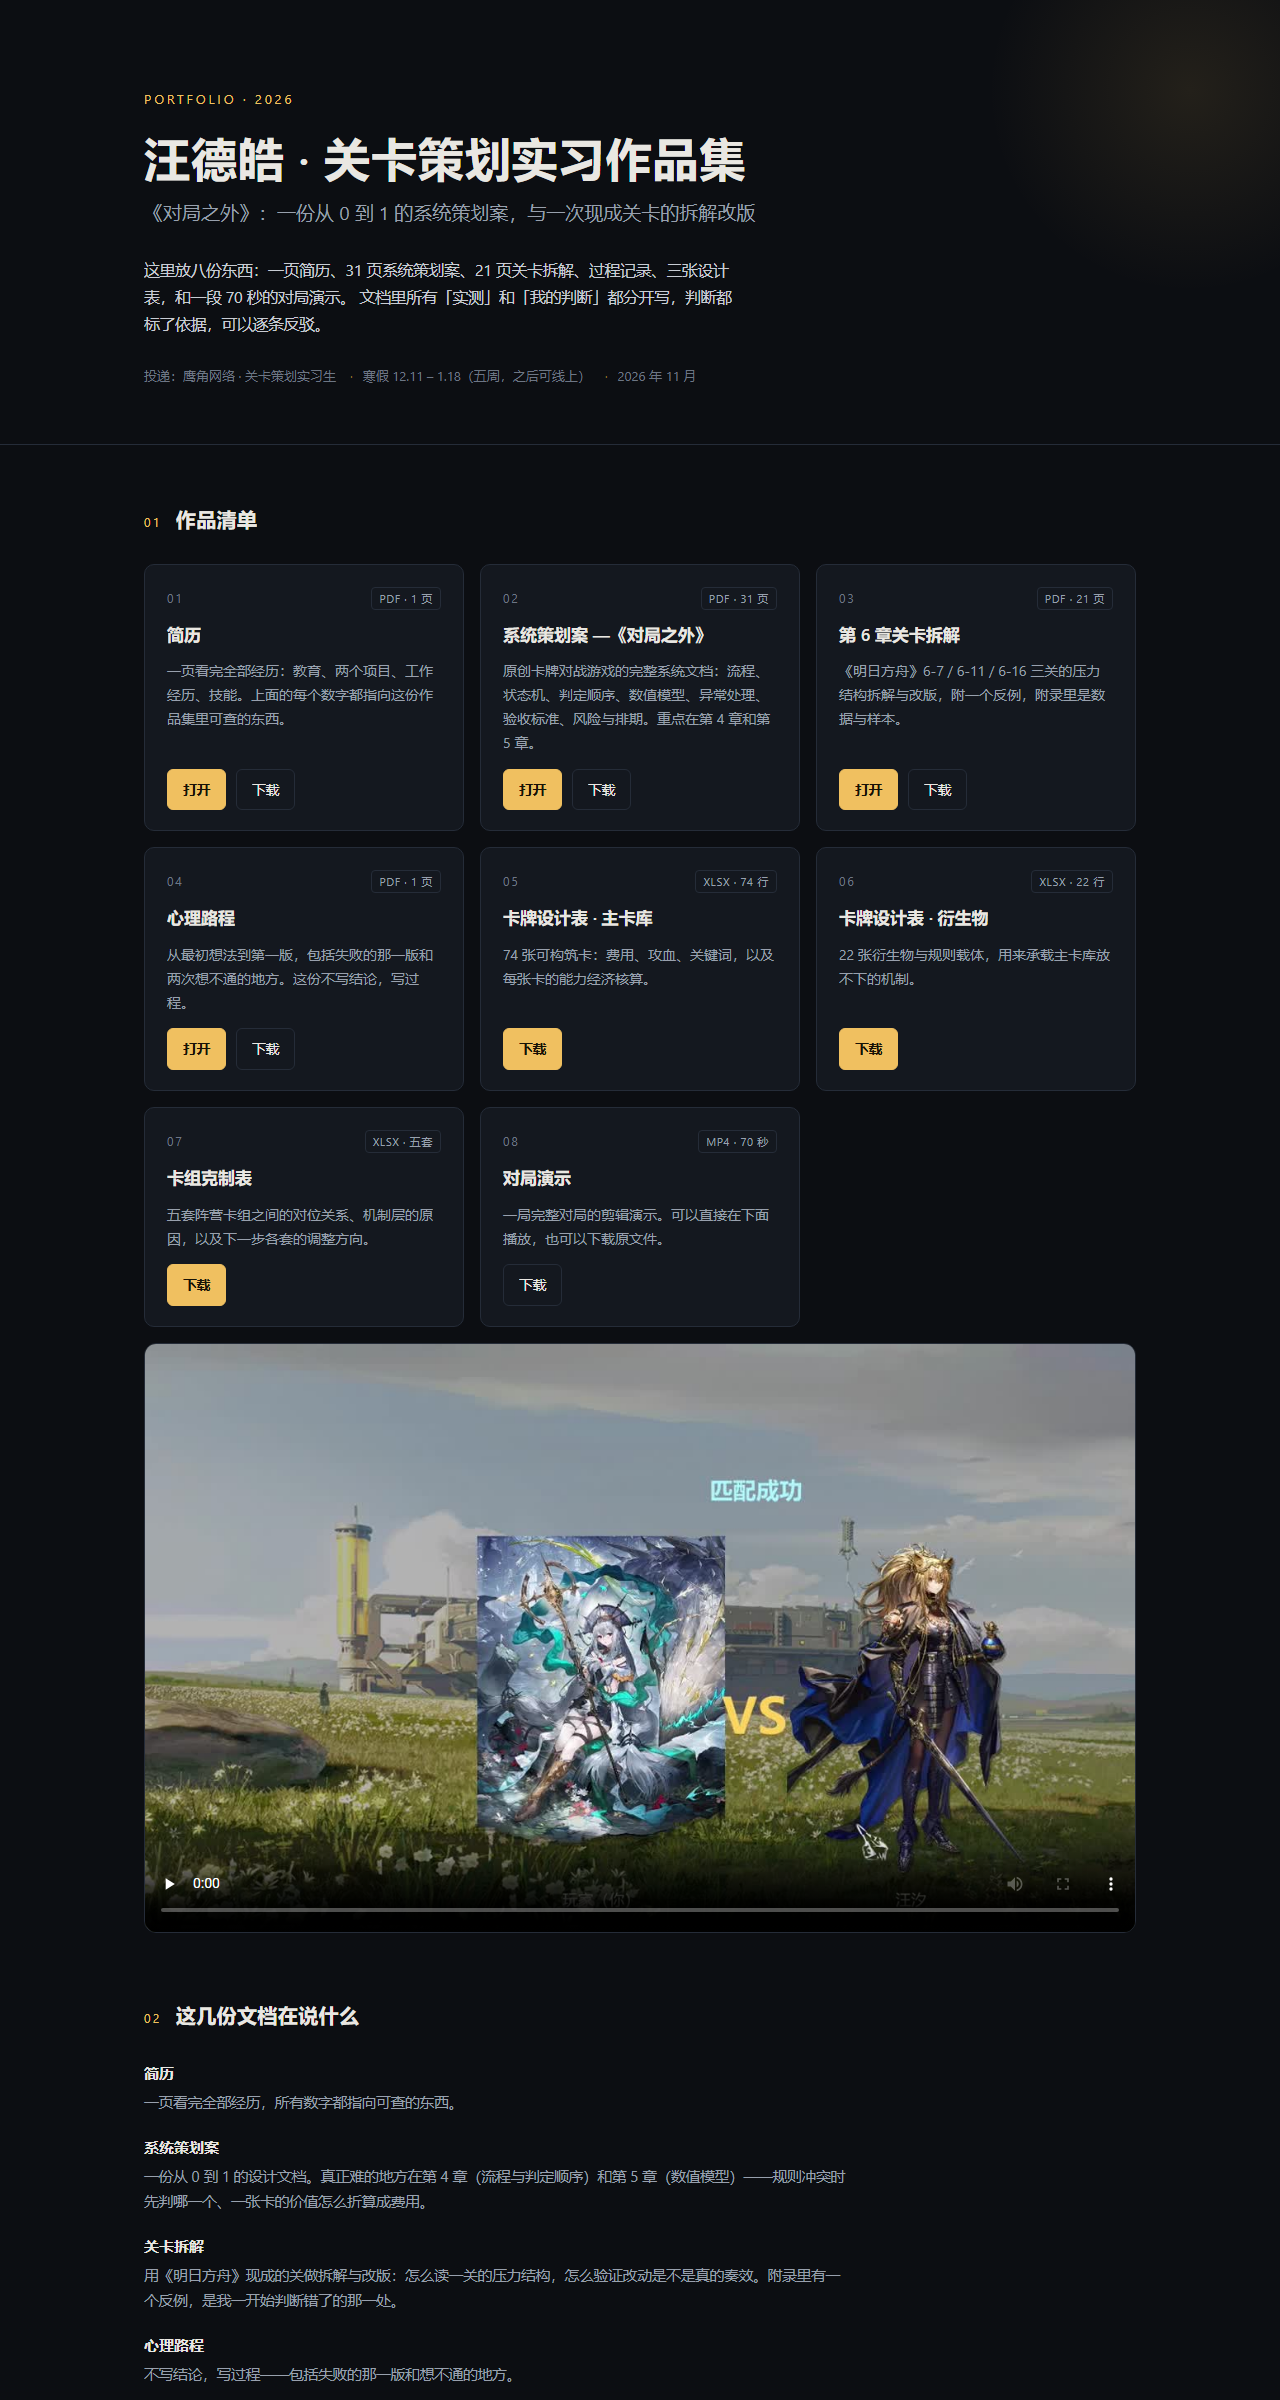 PORTFOLIO · 2026
汪德皓 · 关卡策划实习作品集
《对局之外》：一份从 0 到 1 的系统策划案，与一次现成关卡的拆解改版
这里放八份东西：一页简历、31 页系统策划案、21 页关卡拆解、过程记录、三张设计
表，和一段 70 秒的对局演示。 文档里所有「实测」和「我的判断」都分开写，判断都
标了依据，可以逐条反驳。
投递：鹰角网络 · 关卡策划实习生 · 寒假 12.11 – 1.18（五周，之后可线上） · 2026 年 11 月
01 作品清单
01 PDF · 1 页
简历
一页看完全部经历：教育、两个项目、工作
经历、技能。上面的每个数字都指向这份作
品集里可查的东西。
打开 下载
02 PDF · 31 页
系统策划案 —《对局之外》
原创卡牌对战游戏的完整系统文档：流程、
状态机、判定顺序、数值模型、异常处理、
验收标准、风险与排期。重点在第 4 章和第
5 章。
打开 下载
03 PDF · 21 页
第 6 章关卡拆解
《明日方舟》6-7 / 6-11 / 6-16 三关的压力
结构拆解与改版，附一个反例，附录里是数
据与样本。
打开 下载
04 PDF · 1 页
心理路程
从最初想法到第一版，包括失败的那一版和
两次想不通的地方。这份不写结论，写过
程。
打开 下载
05 XLSX · 74 行
卡牌设计表 · 主卡库
74 张可构筑卡：费用、攻血、关键词，以及
每张卡的能力经济核算。
下载
06 XLSX · 22 行
卡牌设计表 · 衍生物
22 张衍生物与规则载体，用来承载主卡库放
不下的机制。
下载
07 XLSX · 五套
卡组克制表
五套阵营卡组之间的对位关系、机制层的原
因，以及下一步各套的调整方向。
下载
08 MP4 · 70 秒
对局演示
一局完整对局的剪辑演示。可以直接在下面
播放，也可以下载原文件。
下载
匹配成功
VS
玩家（你） 汪汐
0:00
02 这几份文档在说什么
简历
一页看完全部经历，所有数字都指向可查的东西。
系统策划案
一份从 0 到 1 的设计文档。真正难的地方在第 4 章（流程与判定顺序）和第 5 章（数值模型）——规则冲突时
先判哪一个、一张卡的价值怎么折算成费用。
关卡拆解
用《明日方舟》现成的关做拆解与改版：怎么读一关的压力结构，怎么验证改动是不是真的奏效。附录里有一
个反例，是我一开始判断错了的那一处。
心理路程
不写结论，写过程——包括失败的那一版和想不通的地方。